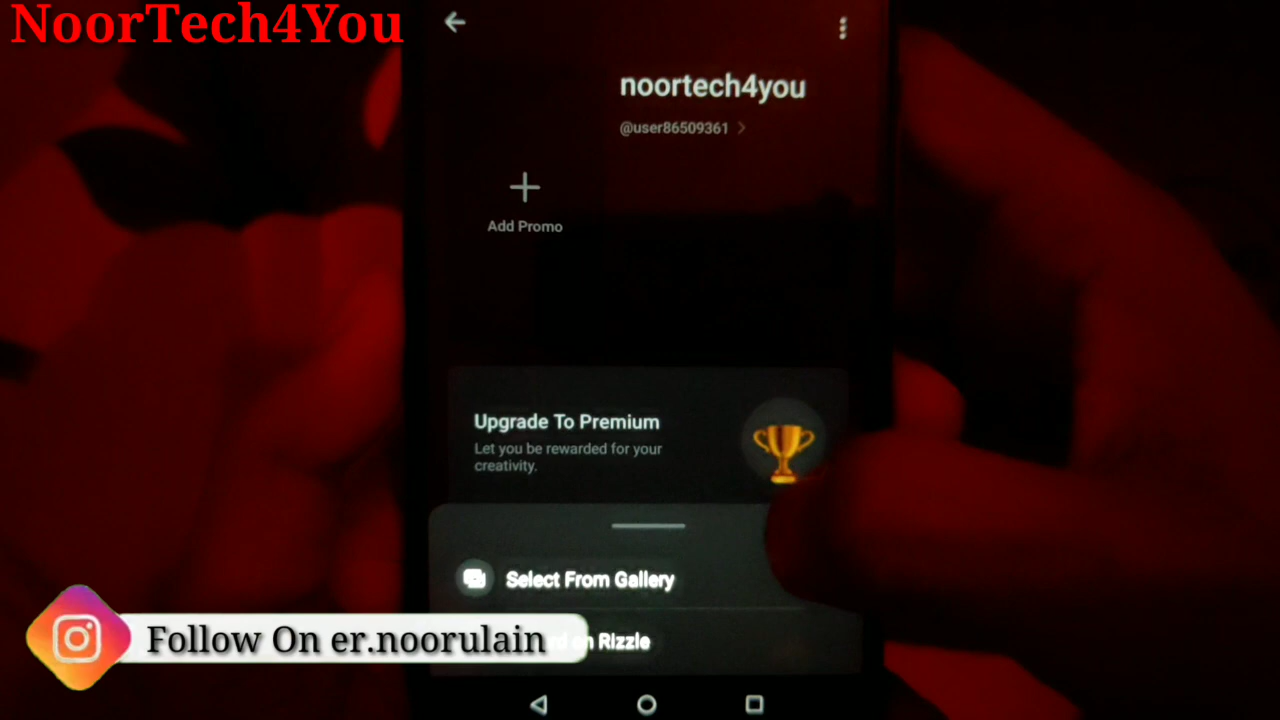 NoorTech4You
noortech4you
@user86509361
Add Promo
Upgrade To Premium
Let you be rewarded for your
creativity.
Select From Gallery
Rizzle
Follow On er.noorulain